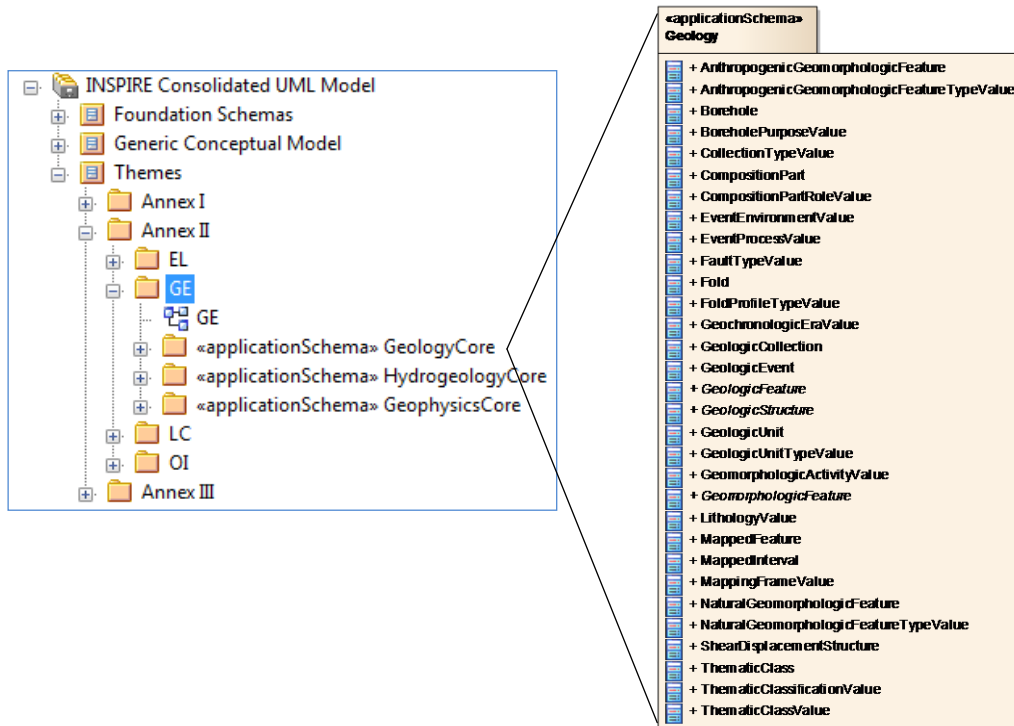 INSPIRE Consolidated UML Model
Foundation Schemas
Generic Conceptual Model
Themes
Annex I
Annex II
EL
GE
GE
«applicationSchema» GeologyCore
«applicationSchema» HydrogeologyCore
«applicationSchema» GeophysicsCore
LC
OI
Annex III
«applicationSchema»
Geology
+ AnthropogenicGeomorphologicFeature
+ AnthropogenicGeomorphologicFeatureTypeValue
+ Borehole
+ BoreholePurposeValue
+ CollectionTypeValue
+ CompositionPart
+ CompositionPartRoleValue
+ EventEnvironmentValue
+ EventProcessValue
+ FaultTypeValue
+ Fold
+ FoldProfileTypeValue
+ GeochronologicEraValue
+ GeologicCollection
+ GeologicEvent
+ GeologicFeature
+ GeologicStructure
+ GeologicUnit
+ GeologicUnitTypeValue
+ GeomorphologicActivityValue
+ GeomorphologicFeature
+ LithologyValue
+ MappedFeature
+ MappedInterval
+ MappingFrameValue
+ NaturalGeomorphologicFeature
+ NaturalGeomorphologicFeatureTypeValue
+ ShearDisplacementStructure
+ ThematicClass
+ ThematicClassificationValue
+ ThematicClassValue